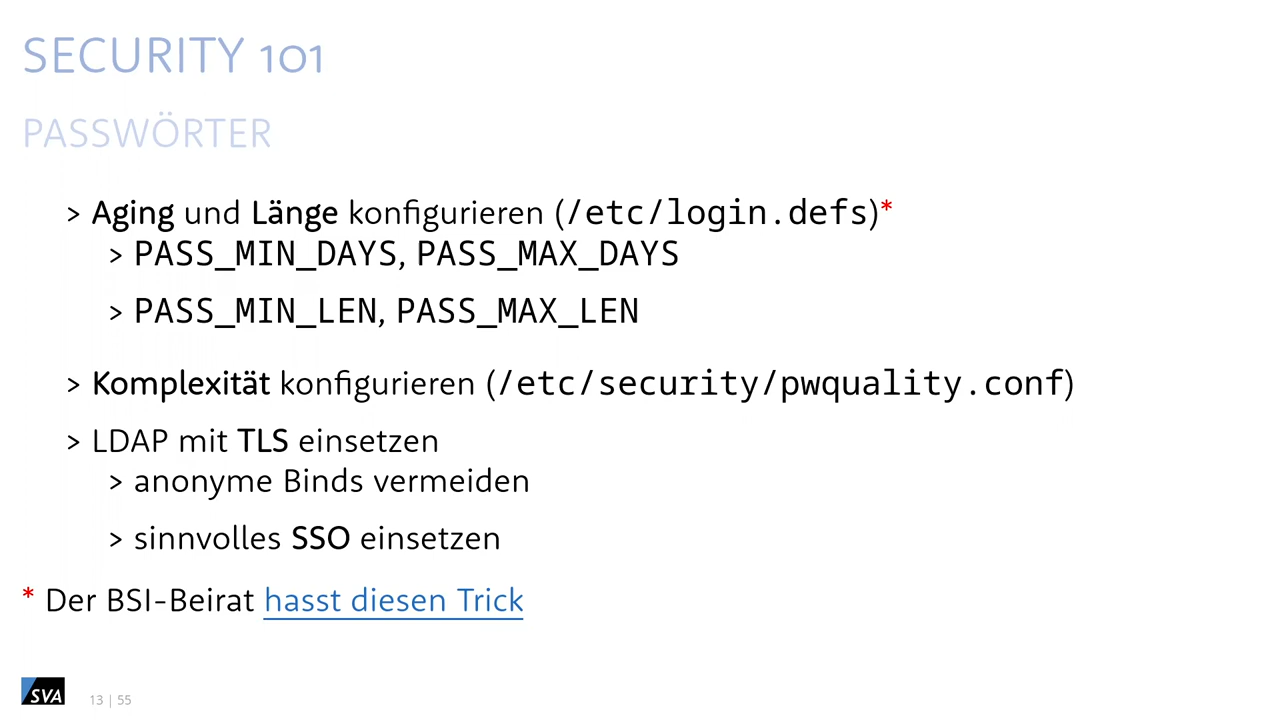 SECURITY 101
PASSWÖRTER
> Aging und Länge konfigurieren (/etc/login.defs)*
> PASS_MIN_DAYS, PASS_MAX_DAYS
> PASS_MIN_LEN, PASS_MAX_LEN
> Komplexität konfigurieren (/etc/security/pwquality.conf)
> LDAP mit TLS einsetzen
> anonyme Binds vermeiden
> sinnvolles SSO einsetzen
* Der BSI-Beirat hasst diesen Trick
SVA 13 | 55